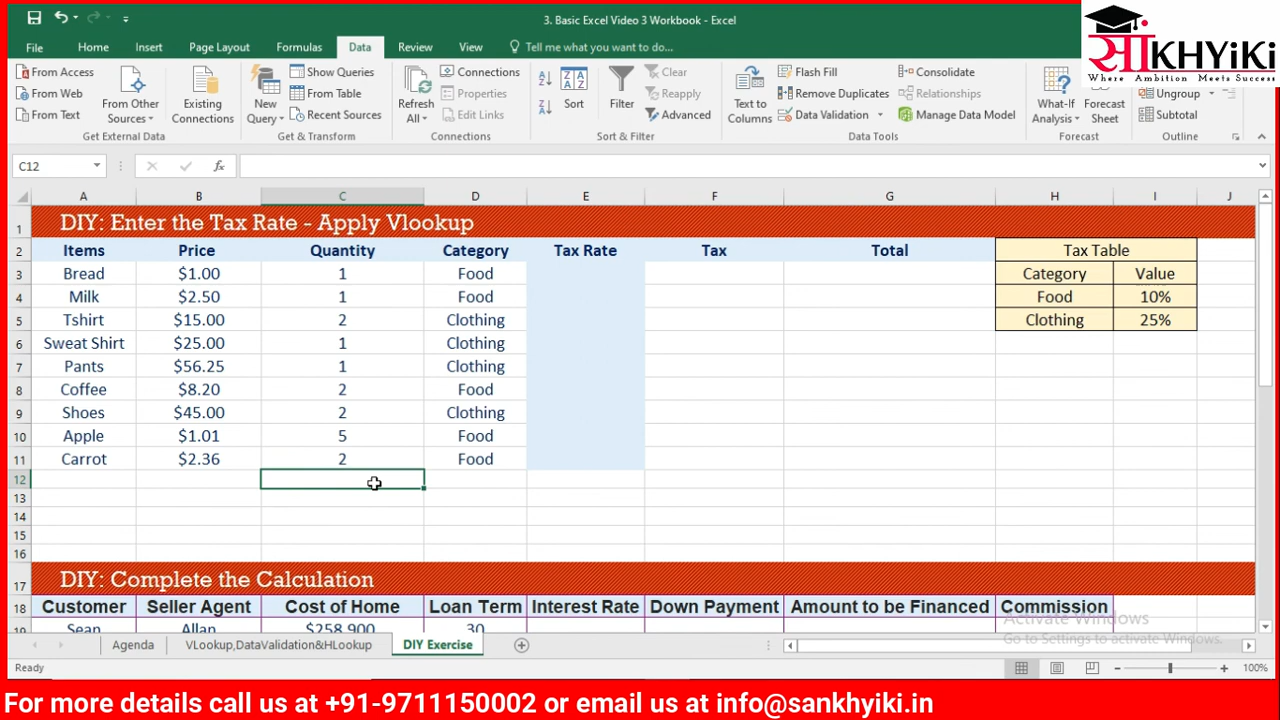 3. Basic Excel Video 3 Workbook - Excel
साKHYiKi
Where Ambition Meets Success
File Home Insert Page Layout Formulas Data Review View Tell me what you want to do...
From Access
From Web
From Text
From Other Sources
Existing Connections
Get External Data
New Query
Show Queries
From Table
Recent Sources
Get & Transform
Refresh All
Connections
Properties
Edit Links
Connections
Sort
Filter
Clear
Reapply
Advanced
Sort & Filter
Text to Columns
Flash Fill
Remove Duplicates
Data Validation
Consolidate
Relationships
Manage Data Model
Data Tools
What-If Analysis
Forecast Sheet
Forecast
Ungroup
Subtotal
Outline
C12 fx
A B C D E F G H I J
1 DIY: Enter the Tax Rate - Apply Vlookup
2 Items Price Quantity Category Tax Rate Tax Total Tax Table
3 Bread $1.00 1 Food Category Value
4 Milk $2.50 1 Food Food 10%
5 Tshirt $15.00 2 Clothing Clothing 25%
6 Sweat Shirt $25.00 1 Clothing
7 Pants $56.25 1 Clothing
8 Coffee $8.20 2 Food
9 Shoes $45.00 2 Clothing
10 Apple $1.01 5 Food
11 Carrot $2.36 2 Food
12
13
14
15
16
17 DIY: Complete the Calculation
18 Customer Seller Agent Cost of Home Loan Term Interest Rate Down Payment Amount to be Financed Commission
19 Sean Allan $258,900 30
Activate Windows
Go to Settings to activate Windows.
Agenda VLookup,DataValidation&HLookup DIY Exercise
Ready 100%
For more details call us at +91-9711150002 or email us at info@sankhyiki.in